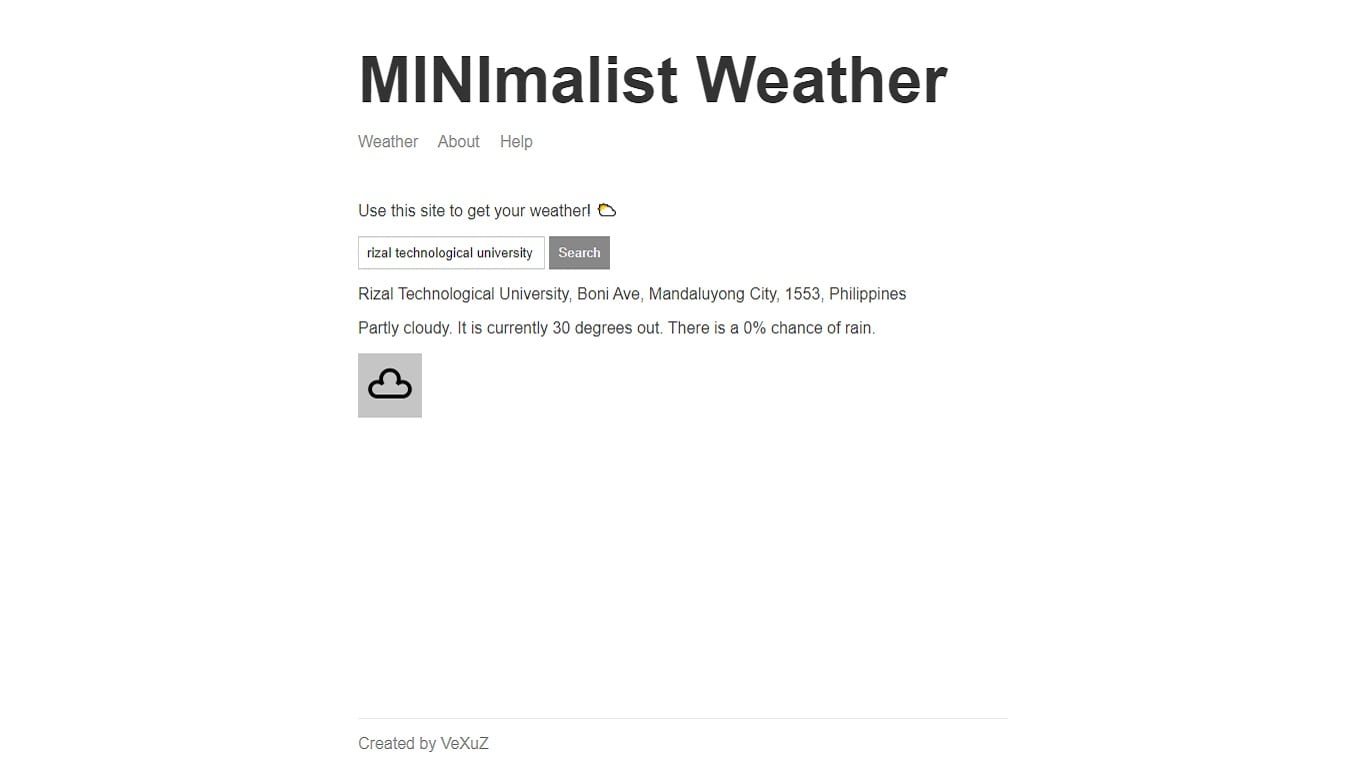 MINImalist Weather
Weather About Help
Use this site to get your weather!
rizal technological university Search
Rizal Technological University, Boni Ave, Mandaluyong City, 1553, Philippines
Partly cloudy. It is currently 30 degrees out. There is a 0% chance of rain.
Created by VeXuZ